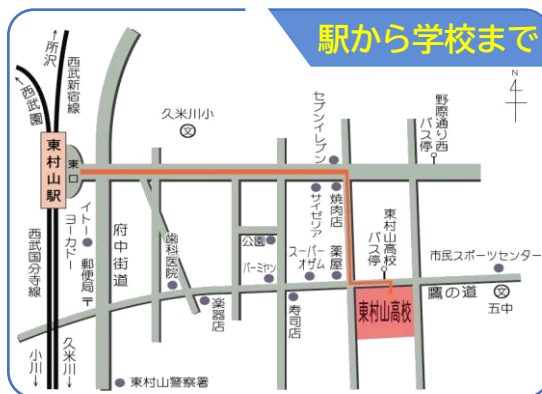 駅から学校まで
N
所沢
西武新宿線
西武園
東村山駅
東口
久米川小
文
セブンイレブン
野際通り西
バス停
サイゼリア
焼肉店
イトーヨーカドー
郵便局〒
府中街道
歯科医院
公園
バーミヤン
スーパー
オザム
薬屋
東村山高校
バス停
市民スポーツセンター
鷹の道
文
五中
東村山高校
楽器店
寿司店
西武国分寺線
小川
久米川
東村山警察署